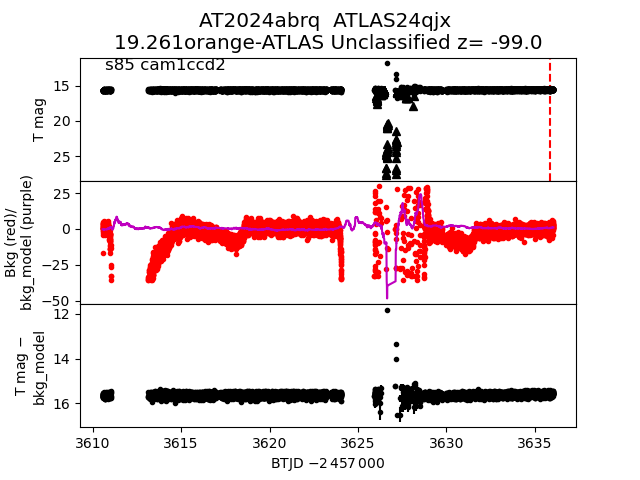 AT2024abrq  ATLAS24qjx
19.261orange-ATLAS Unclassified z= -99.0
s85 cam1ccd2
T mag
15
20
25
Bkg (red)/
bkg_model (purple)
25
0
−25
−50
T mag −
bkg_model
12
14
16
3610
3615
3620
3625
3630
3635
BTJD −2 457 000